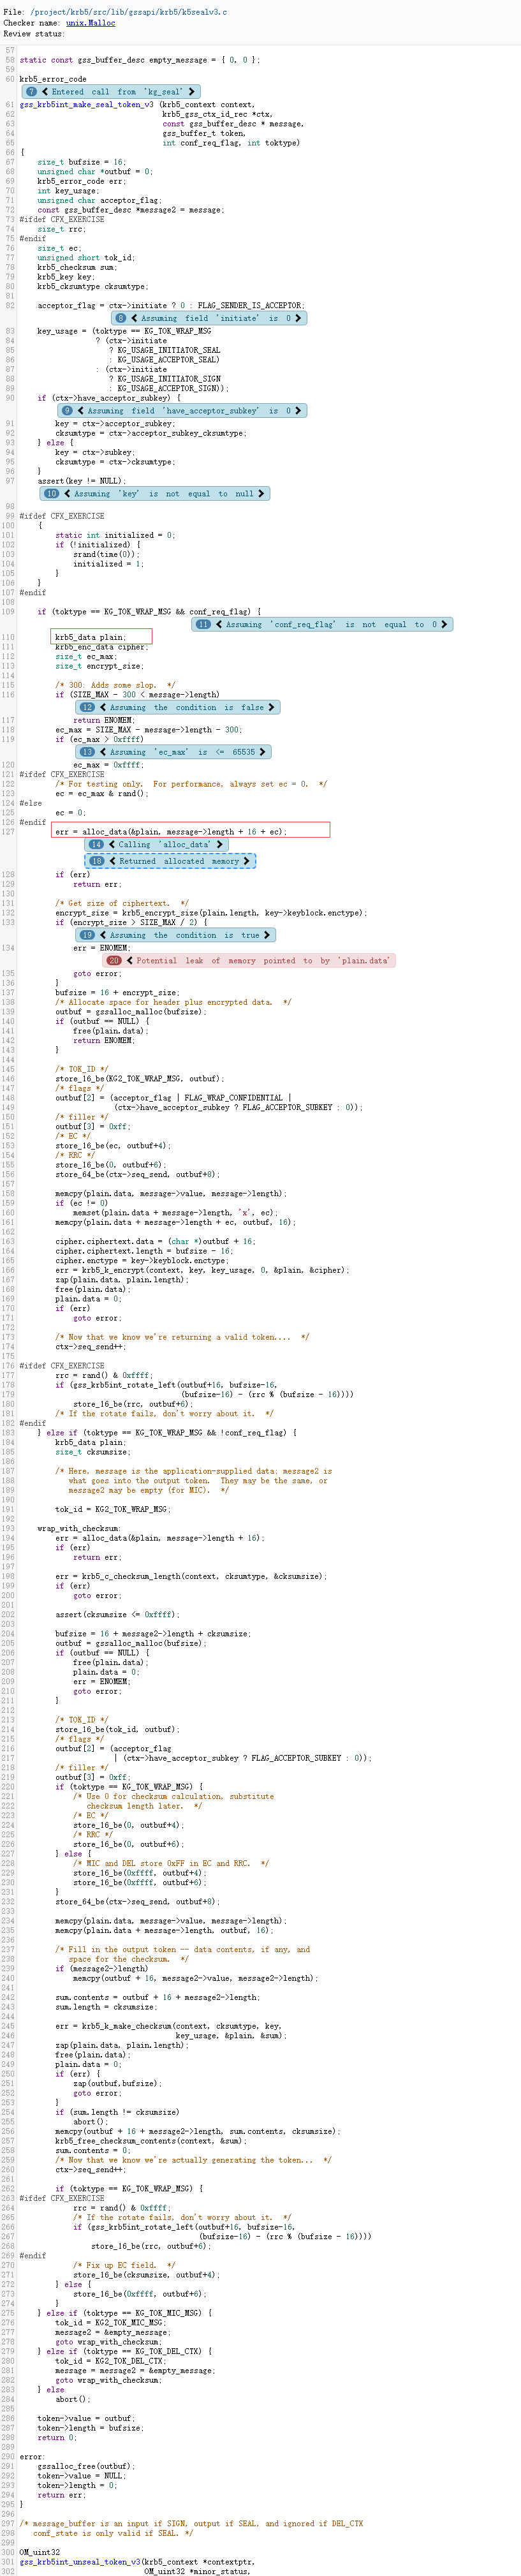 File: /project/krb5/src/lib/gssapi/krb5/k5sealv3.c
Checker name: unix.Malloc
Review status:
57
58 static const gss_buffer_desc empty_message = { 0, 0 };
59
60 krb5_error_code
7 Entered call from 'kg_seal'
61 gss_krb5int_make_seal_token_v3 (krb5_context context,
62 krb5_gss_ctx_id_rec *ctx,
63 const gss_buffer_desc * message,
64 gss_buffer_t token,
65 int conf_req_flag, int toktype)
66 {
67 size_t bufsize = 16;
68 unsigned char *outbuf = 0;
69 krb5_error_code err;
70 int key_usage;
71 unsigned char acceptor_flag;
72 const gss_buffer_desc *message2 = message;
73 #ifdef CFX_EXERCISE
74 size_t rrc;
75 #endif
76 size_t ec;
77 unsigned short tok_id;
78 krb5_checksum sum;
79 krb5_key key;
80 krb5_cksumtype cksumtype;
81
82 acceptor_flag = ctx->initiate ? 0 : FLAG_SENDER_IS_ACCEPTOR;
8 Assuming field 'initiate' is 0
83 key_usage = (toktype == KG_TOK_WRAP_MSG
84 ? (ctx->initiate
85 ? KG_USAGE_INITIATOR_SEAL
86 : KG_USAGE_ACCEPTOR_SEAL)
87 : (ctx->initiate
88 ? KG_USAGE_INITIATOR_SIGN
89 : KG_USAGE_ACCEPTOR_SIGN));
90 if (ctx->have_acceptor_subkey) {
9 Assuming field 'have_acceptor_subkey' is 0
91 key = ctx->acceptor_subkey;
92 cksumtype = ctx->acceptor_subkey_cksumtype;
93 } else {
94 key = ctx->subkey;
95 cksumtype = ctx->cksumtype;
96 }
97 assert(key != NULL);
10 Assuming 'key' is not equal to null
98
99 #ifdef CFX_EXERCISE
100 {
101 static int initialized = 0;
102 if (!initialized) {
103 srand(time(0));
104 initialized = 1;
105 }
106 }
107 #endif
108
109 if (toktype == KG_TOK_WRAP_MSG && conf_req_flag) {
11 Assuming 'conf_req_flag' is not equal to 0
110 krb5_data plain;
111 krb5_enc_data cipher;
112 size_t ec_max;
113 size_t encrypt_size;
114
115 /* 300: Adds some slop. */
116 if (SIZE_MAX - 300 < message->length)
12 Assuming the condition is false
117 return ENOMEM;
118 ec_max = SIZE_MAX - message->length - 300;
119 if (ec_max > 0xffff)
13 Assuming 'ec_max' is <= 65535
120 ec_max = 0xffff;
121 #ifdef CFX_EXERCISE
122 /* For testing only. For performance, always set ec = 0. */
123 ec = ec_max & rand();
124 #else
125 ec = 0;
126 #endif
127 err = alloc_data(&plain, message->length + 16 + ec);
14 Calling 'alloc_data'
18 Returned allocated memory
128 if (err)
129 return err;
130
131 /* Get size of ciphertext. */
132 encrypt_size = krb5_encrypt_size(plain.length, key->keyblock.enctype);
133 if (encrypt_size > SIZE_MAX / 2) {
19 Assuming the condition is true
134 err = ENOMEM;
20 Potential leak of memory pointed to by 'plain.data'
135 goto error;
136 }
137 bufsize = 16 + encrypt_size;
138 /* Allocate space for header plus encrypted data. */
139 outbuf = gssalloc_malloc(bufsize);
140 if (outbuf == NULL) {
141 free(plain.data);
142 return ENOMEM;
143 }
144
145 /* TOK_ID */
146 store_16_be(KG2_TOK_WRAP_MSG, outbuf);
147 /* flags */
148 outbuf[2] = (acceptor_flag | FLAG_WRAP_CONFIDENTIAL |
149 (ctx->have_acceptor_subkey ? FLAG_ACCEPTOR_SUBKEY : 0));
150 /* filler */
151 outbuf[3] = 0xff;
152 /* EC */
153 store_16_be(ec, outbuf+4);
154 /* RRC */
155 store_16_be(0, outbuf+6);
156 store_64_be(ctx->seq_send, outbuf+8);
157
158 memcpy(plain.data, message->value, message->length);
159 if (ec != 0)
160 memset(plain.data + message->length, 'x', ec);
161 memcpy(plain.data + message->length + ec, outbuf, 16);
162
163 cipher.ciphertext.data = (char *)outbuf + 16;
164 cipher.ciphertext.length = bufsize - 16;
165 cipher.enctype = key->keyblock.enctype;
166 err = krb5_k_encrypt(context, key, key_usage, 0, &plain, &cipher);
167 zap(plain.data, plain.length);
168 free(plain.data);
169 plain.data = 0;
170 if (err)
171 goto error;
172
173 /* Now that we know we're returning a valid token.... */
174 ctx->seq_send++;
175
176 #ifdef CFX_EXERCISE
177 rrc = rand() & 0xffff;
178 if (gss_krb5int_rotate_left(outbuf+16, bufsize-16,
179 (bufsize-16) - (rrc % (bufsize - 16))))
180 store_16_be(rrc, outbuf+6);
181 /* If the rotate fails, don't worry about it. */
182 #endif
183 } else if (toktype == KG_TOK_WRAP_MSG && !conf_req_flag) {
184 krb5_data plain;
185 size_t cksumsize;
186
187 /* Here, message is the application-supplied data; message2 is
188 what goes into the output token. They may be the same, or
189 message2 may be empty (for MIC). */
190
191 tok_id = KG2_TOK_WRAP_MSG;
192
193 wrap_with_checksum:
194 err = alloc_data(&plain, message->length + 16);
195 if (err)
196 return err;
197
198 err = krb5_c_checksum_length(context, cksumtype, &cksumsize);
199 if (err)
200 goto error;
201
202 assert(cksumsize <= 0xffff);
203
204 bufsize = 16 + message2->length + cksumsize;
205 outbuf = gssalloc_malloc(bufsize);
206 if (outbuf == NULL) {
207 free(plain.data);
208 plain.data = 0;
209 err = ENOMEM;
210 goto error;
211 }
212
213 /* TOK_ID */
214 store_16_be(tok_id, outbuf);
215 /* flags */
216 outbuf[2] = (acceptor_flag
217 | (ctx->have_acceptor_subkey ? FLAG_ACCEPTOR_SUBKEY : 0));
218 /* filler */
219 outbuf[3] = 0xff;
220 if (toktype == KG_TOK_WRAP_MSG) {
221 /* Use 0 for checksum calculation, substitute
222 checksum length later. */
223 /* EC */
224 store_16_be(0, outbuf+4);
225 /* RRC */
226 store_16_be(0, outbuf+6);
227 } else {
228 /* MIC and DEL store 0xFF in EC and RRC. */
229 store_16_be(0xffff, outbuf+4);
230 store_16_be(0xffff, outbuf+6);
231 }
232 store_64_be(ctx->seq_send, outbuf+8);
233
234 memcpy(plain.data, message->value, message->length);
235 memcpy(plain.data + message->length, outbuf, 16);
236
237 /* Fill in the output token -- data contents, if any, and
238 space for the checksum. */
239 if (message2->length)
240 memcpy(outbuf + 16, message2->value, message2->length);
241
242 sum.contents = outbuf + 16 + message2->length;
243 sum.length = cksumsize;
244
245 err = krb5_k_make_checksum(context, cksumtype, key,
246 key_usage, &plain, &sum);
247 zap(plain.data, plain.length);
248 free(plain.data);
249 plain.data = 0;
250 if (err) {
251 zap(outbuf,bufsize);
252 goto error;
253 }
254 if (sum.length != cksumsize)
255 abort();
256 memcpy(outbuf + 16 + message2->length, sum.contents, cksumsize);
257 krb5_free_checksum_contents(context, &sum);
258 sum.contents = 0;
259 /* Now that we know we're actually generating the token... */
260 ctx->seq_send++;
261
262 if (toktype == KG_TOK_WRAP_MSG) {
263 #ifdef CFX_EXERCISE
264 rrc = rand() & 0xffff;
265 /* If the rotate fails, don't worry about it. */
266 if (gss_krb5int_rotate_left(outbuf+16, bufsize-16,
267 (bufsize-16) - (rrc % (bufsize - 16))))
268 store_16_be(rrc, outbuf+6);
269 #endif
270 /* Fix up EC field. */
271 store_16_be(cksumsize, outbuf+4);
272 } else {
273 store_16_be(0xffff, outbuf+6);
274 }
275 } else if (toktype == KG_TOK_MIC_MSG) {
276 tok_id = KG2_TOK_MIC_MSG;
277 message2 = &empty_message;
278 goto wrap_with_checksum;
279 } else if (toktype == KG_TOK_DEL_CTX) {
280 tok_id = KG2_TOK_DEL_CTX;
281 message = message2 = &empty_message;
282 goto wrap_with_checksum;
283 } else
284 abort();
285
286 token->value = outbuf;
287 token->length = bufsize;
288 return 0;
289
290 error:
291 gssalloc_free(outbuf);
292 token->value = NULL;
293 token->length = 0;
294 return err;
295 }
296
297 /* message_buffer is an input if SIGN, output if SEAL, and ignored if DEL_CTX
298 conf_state is only valid if SEAL. */
299
300 OM_uint32
301 gss_krb5int_unseal_token_v3(krb5_context *contextptr,
302 OM_uint32 *minor_status,